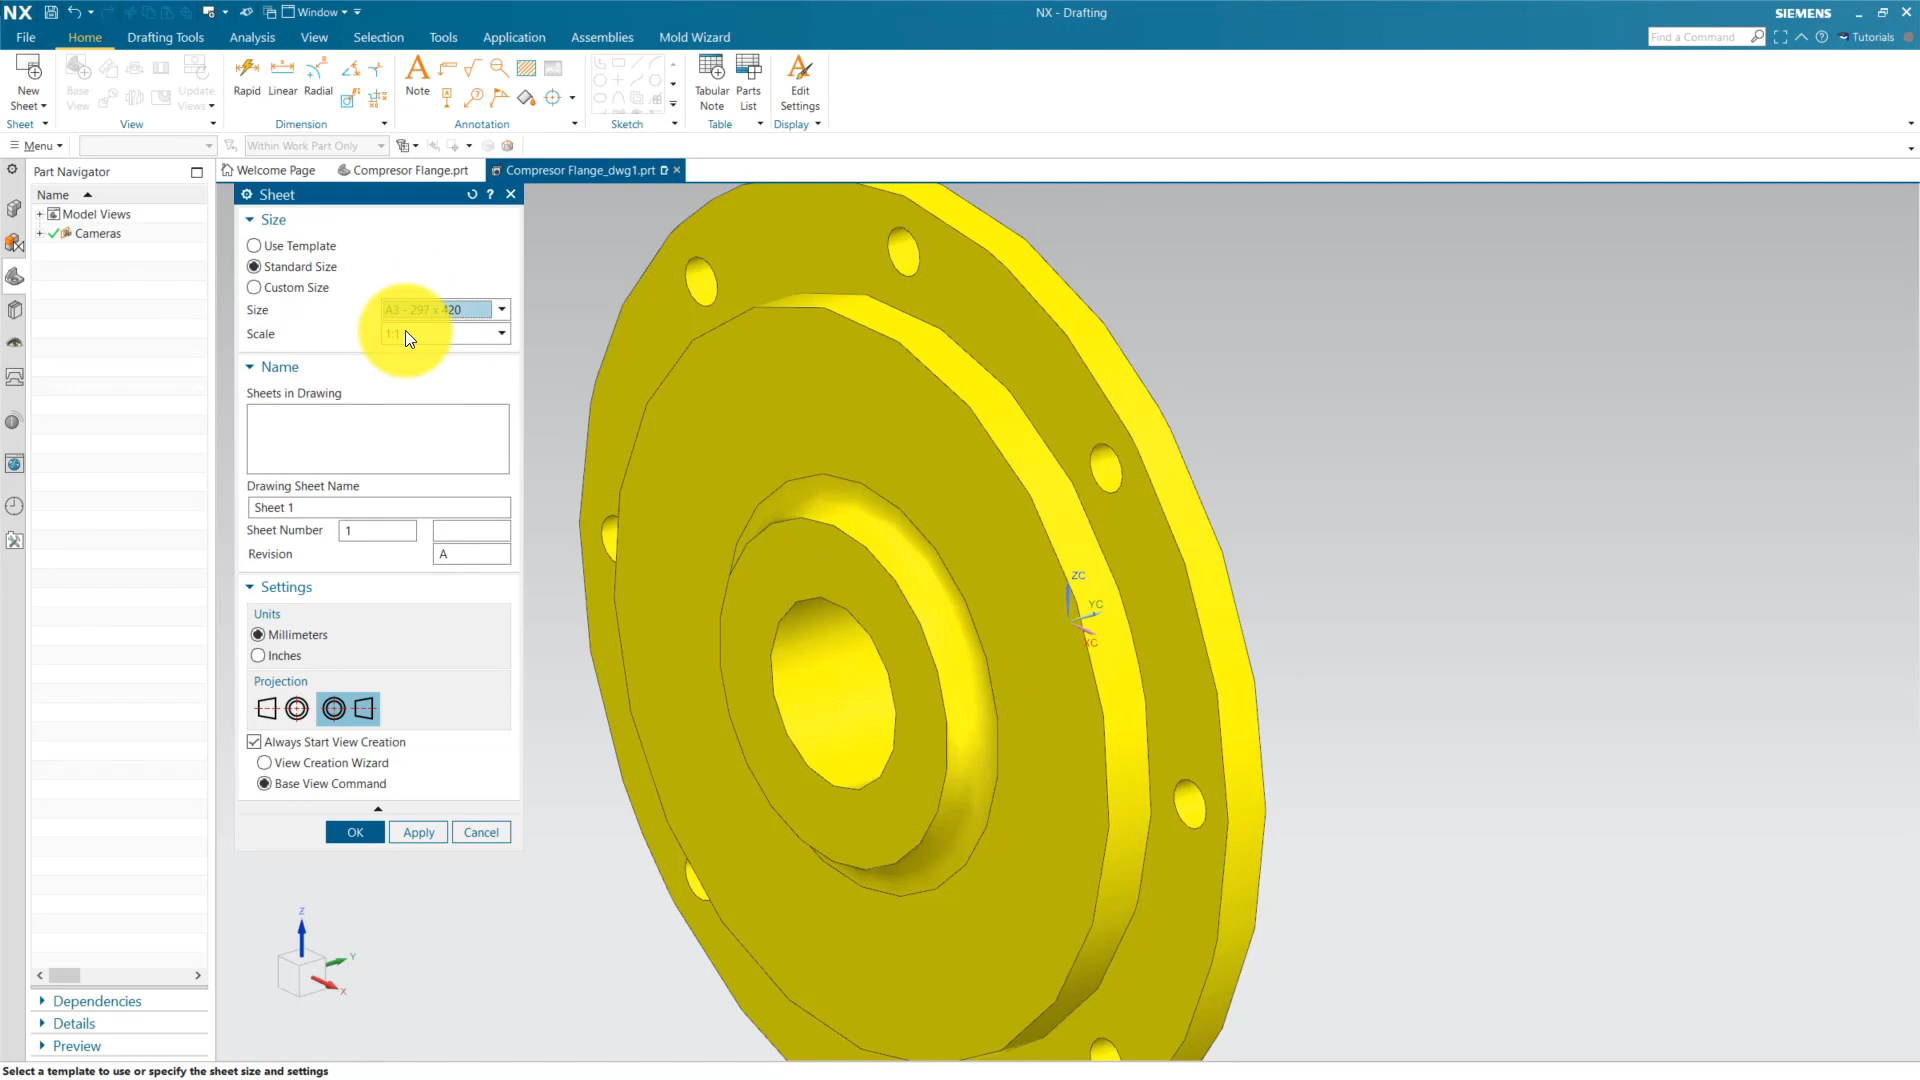 NX
Window
NX - Drafting
SIEMENS
File
Home
Drafting Tools
Analysis
View
Selection
Tools
Application
Assemblies
Mold Wizard
Find a Command
Tutorials
New
Sheet
Base
View
Update
Views
Rapid
Linear
Radial
Note
Tabular
Note
Parts
List
Edit
Settings
Sheet
View
Dimension
Annotation
Sketch
Table
Display
Menu
Within Work Part Only
Part Navigator
Welcome Page
Compresor Flange.prt
Compresor Flange_dwg1.prt
Name
Model Views
Cameras
Sheet
Size
Use Template
Standard Size
Custom Size
Size
A3 - 297 x 420
Scale
1:1
Name
Sheets in Drawing
Drawing Sheet Name
Sheet 1
Sheet Number
1
Revision
A
Settings
Units
Millimeters
Inches
Projection
Always Start View Creation
View Creation Wizard
Base View Command
OK
Apply
Cancel
ZC
YC
XC
Z
Y
X
Dependencies
Details
Preview
Select a template to use or specify the sheet size and settings